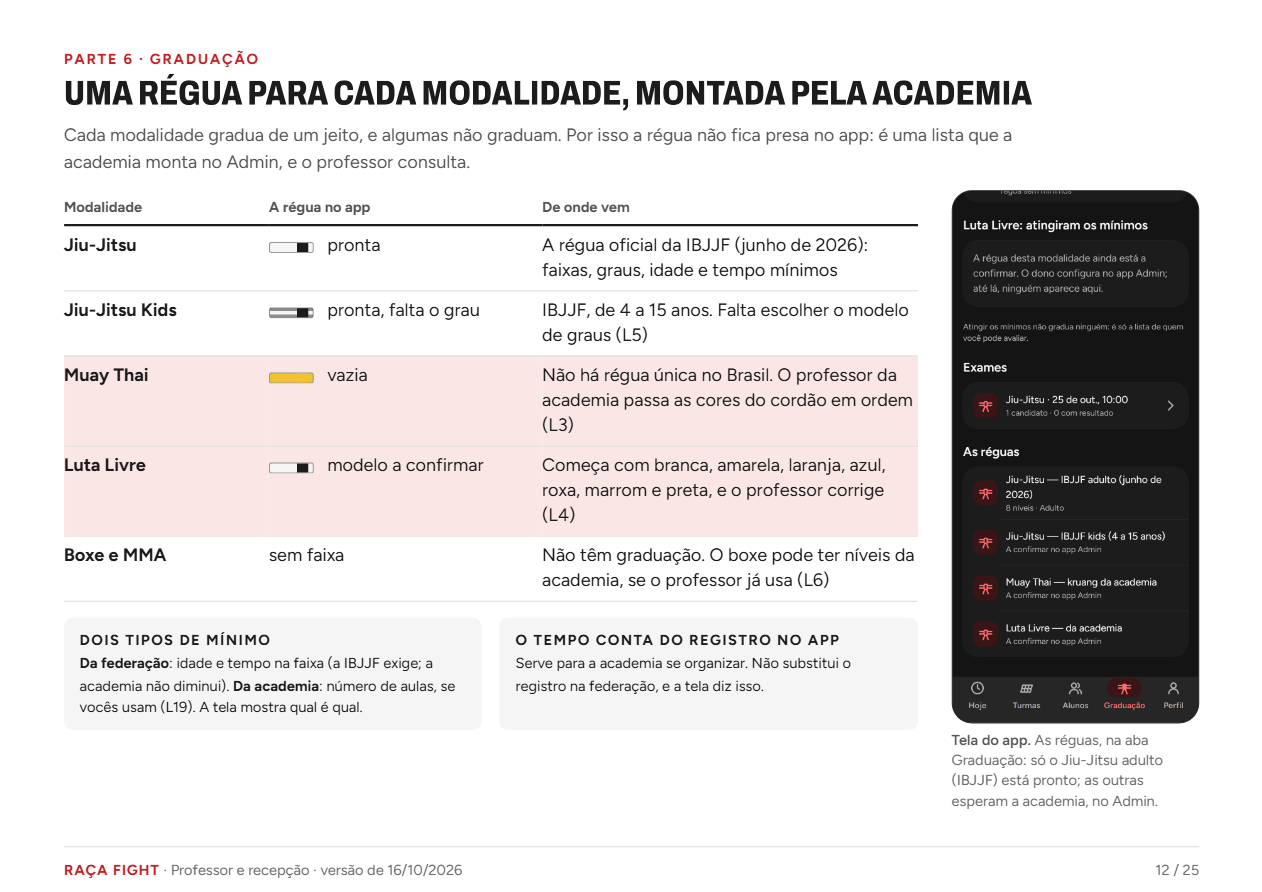 PARTE 6 · GRADUAÇÃO
UMA RÉGUA PARA CADA MODALIDADE, MONTADA PELA ACADEMIA
Cada modalidade gradua de um jeito, e algumas não graduam. Por isso a régua não fica presa no app: é uma lista que a
academia monta no Admin, e o professor consulta.
Modalidade
A régua no app
De onde vem
Jiu-Jitsu
pronta
A régua oficial da IBJJF (junho de 2026):
faixas, graus, idade e tempo mínimos
Jiu-Jitsu Kids
pronta, falta o grau
IBJJF, de 4 a 15 anos. Falta escolher o modelo
de graus (L5)
Muay Thai
vazia
Não há régua única no Brasil. O professor da
academia passa as cores do cordão em ordem
(L3)
Luta Livre
modelo a confirmar
Começa com branca, amarela, laranja, azul,
roxa, marrom e preta, e o professor corrige
(L4)
Boxe e MMA
sem faixa
Não têm graduação. O boxe pode ter níveis da
academia, se o professor já usa (L6)
DOIS TIPOS DE MÍNIMO
Da federação: idade e tempo na faixa (a IBJJF exige; a
academia não diminui). Da academia: número de aulas, se
vocês usam (L19). A tela mostra qual é qual.
O TEMPO CONTA DO REGISTRO NO APP
Serve para a academia se organizar. Não substitui o
registro na federação, e a tela diz isso.
régua sem mínimos
Luta Livre: atingiram os mínimos
A régua desta modalidade ainda está a
confirmar. O dono configura no app Admin;
até lá, ninguém aparece aqui.
Atingir os mínimos não gradua ninguém: é só a lista de quem
você pode avaliar.
Exames
Jiu-Jitsu · 25 de out., 10:00
1 candidato · 0 com resultado
As réguas
Jiu-Jitsu — IBJJF adulto (junho de
2026)
8 níveis · Adulto
Jiu-Jitsu — IBJJF kids (4 a 15 anos)
A confirmar no app Admin
Muay Thai — kruang da academia
A confirmar no app Admin
Luta Livre — da academia
A confirmar no app Admin
Hoje
Turmas
Alunos
Graduação
Perfil
Tela do app. As réguas, na aba
Graduação: só o Jiu-Jitsu adulto
(IBJJF) está pronto; as outras
esperam a academia, no Admin.
RAÇA FIGHT · Professor e recepção · versão de 16/10/2026
12 / 25